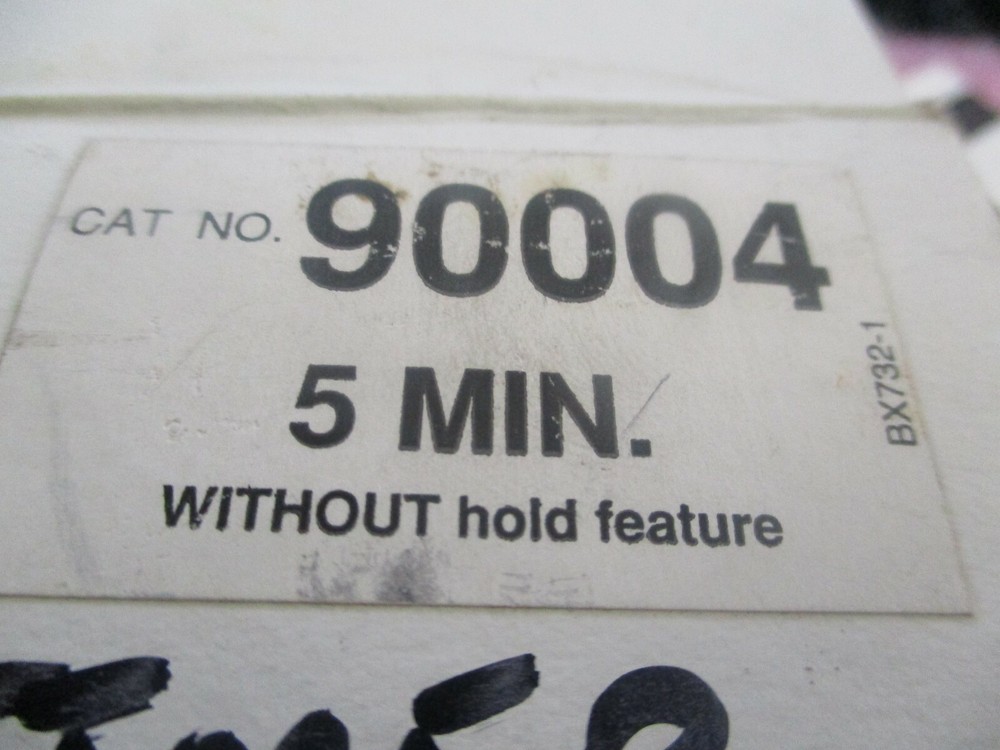 CAT NO. 90004
5 MIN.
WITHOUT hold feature
BX732-1